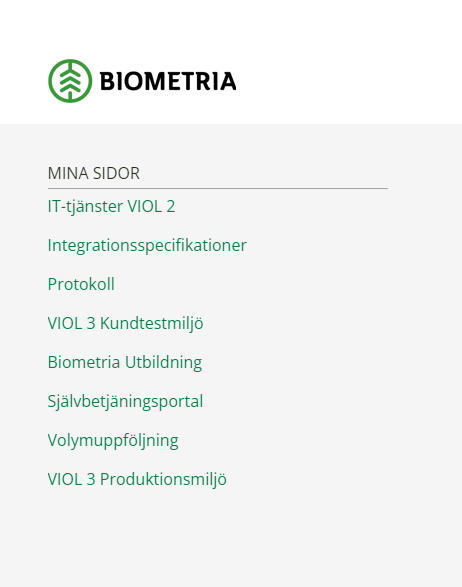 BIOMETRIA
MINA SIDOR
IT-tjänster VIOL 2
Integrationsspecifikationer
Protokoll
VIOL 3 Kundtestmiljö
Biometria Utbildning
Självbetjäningsportal
Volymuppföljning
VIOL 3 Produktionsmiljö